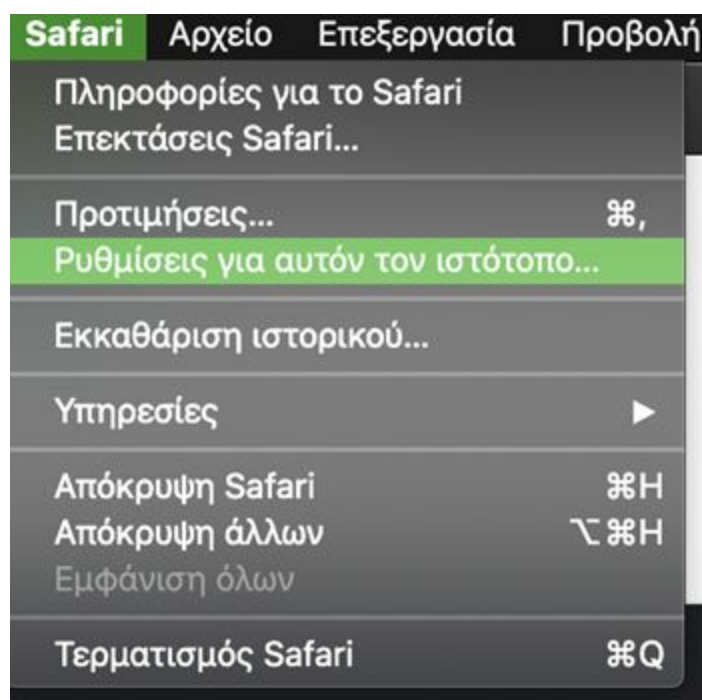 Safari Αρχείο Επεξεργασία Προβολή
Πληροφορίες για το Safari
Επεκτάσεις Safari...
Προτιμήσεις... ⌘,
Ρυθμίσεις για αυτόν τον ιστότοπο...
Εκκαθάριση ιστορικού...
Υπηρεσίες ▶
Απόκρυψη Safari ⌘H
Απόκρυψη άλλων ⌥⌘H
Εμφάνιση όλων
Τερματισμός Safari ⌘Q